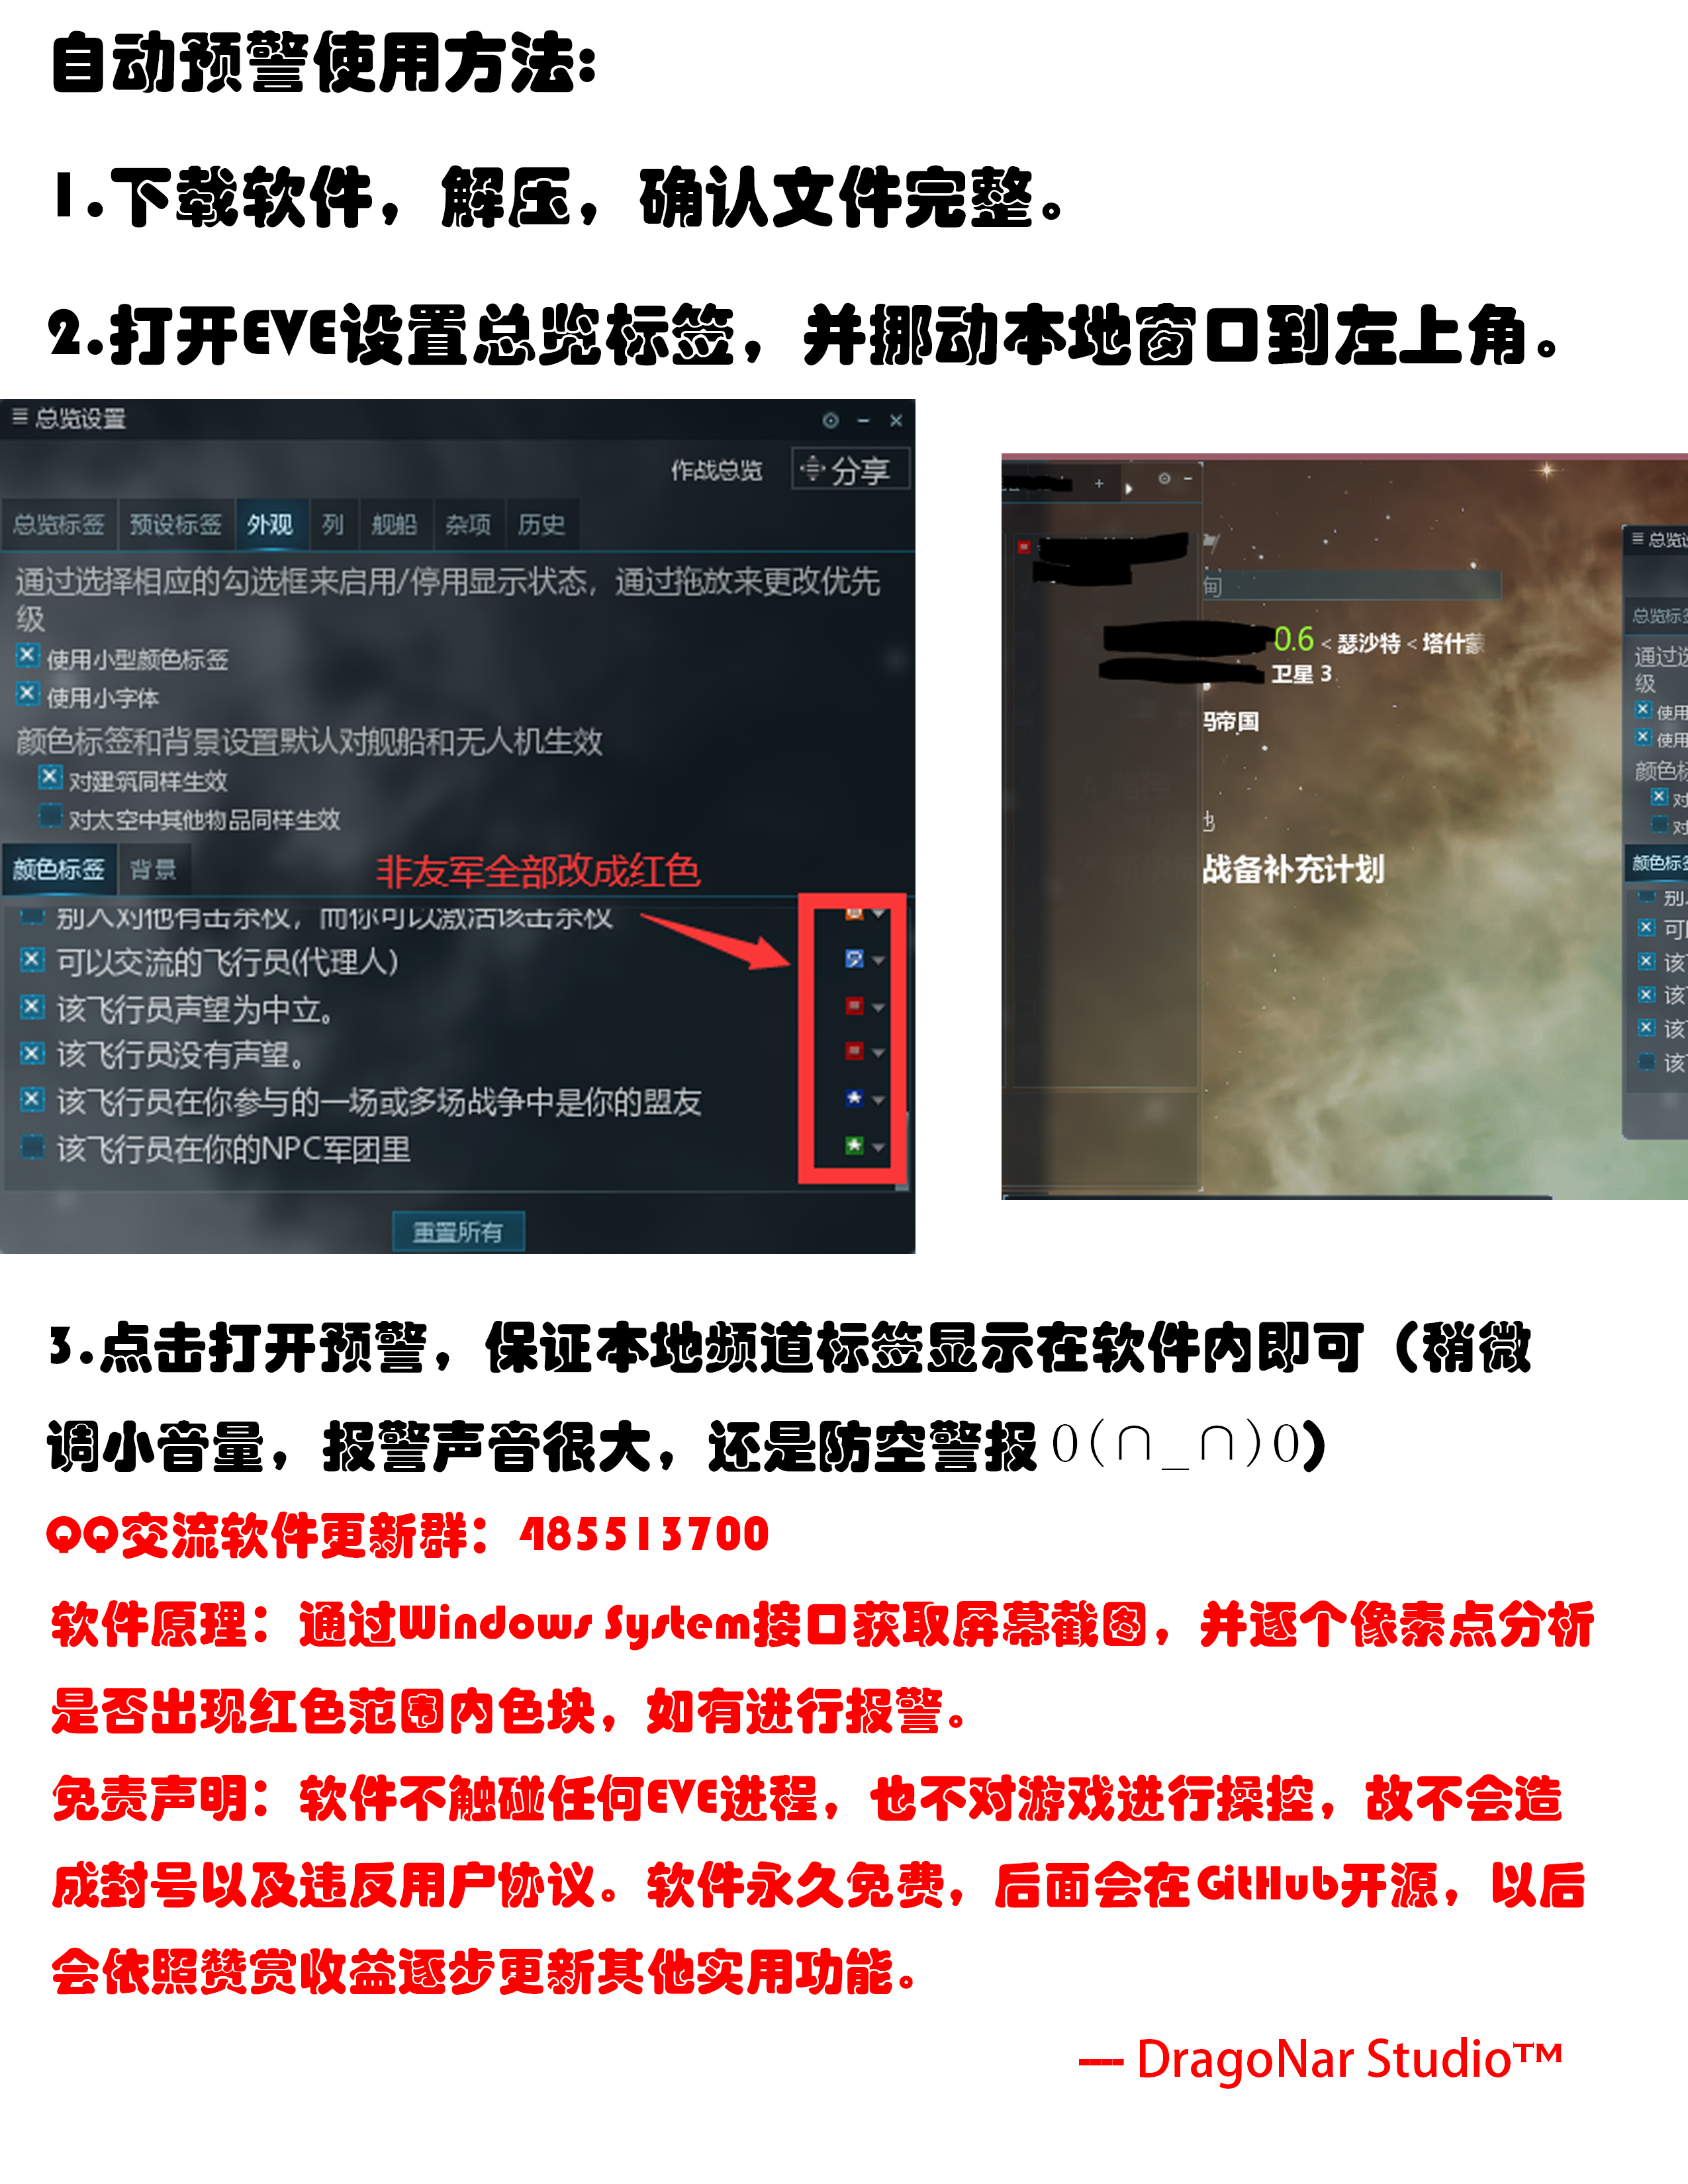 自动预警使用方法:
1.下载软件，解压，确认文件完整。
2.打开EVE设置总览标签，并挪动本地窗口到左上角。
总览设置
作战总览
分享
总览标签 预设标签 外观 列 舰船 杂项 历史
通过选择相应的勾选框来启用/停用显示状态，通过拖放来更改优先
级
使用小型颜色标签
使用小字体
颜色标签和背景设置默认对舰船和无人机生效
对建筑同样生效
对太空中其他物品同样生效
颜色标签 背景
非友军全部改成红色
别人对他有击杀权，而你可以激活该击杀权
可以交流的飞行员(代理人)
该飞行员声望为中立。
该飞行员没有声望。
该飞行员在你参与的一场或多场战争中是你的盟友
该飞行员在你的NPC军团里
重置所有
0.6 < 瑟沙特 < 塔什蒙
卫星 3
玛帝国
战备补充计划
总览设
总览标签
通过选
级
使用
使用
颜色标
对
对
颜色标签
别人
可以
该飞
该飞
该飞
该飞
3.点击打开预警，保证本地频道标签显示在软件内即可（稍微
调小音量，报警声音很大，还是防空警报 O(∩_∩)O）
QQ交流软件更新群：485513700
软件原理：通过Windows System接口获取屏幕截图，并逐个像素点分析
是否出现红色范围内色块，如有进行报警。
免责声明：软件不触碰任何EVE进程，也不对游戏进行操控，故不会造
成封号以及违反用户协议。软件永久免费，后面会在GitHub开源，以后
会依照赞赏收益逐步更新其他实用功能。
---- DragoNar Studio™